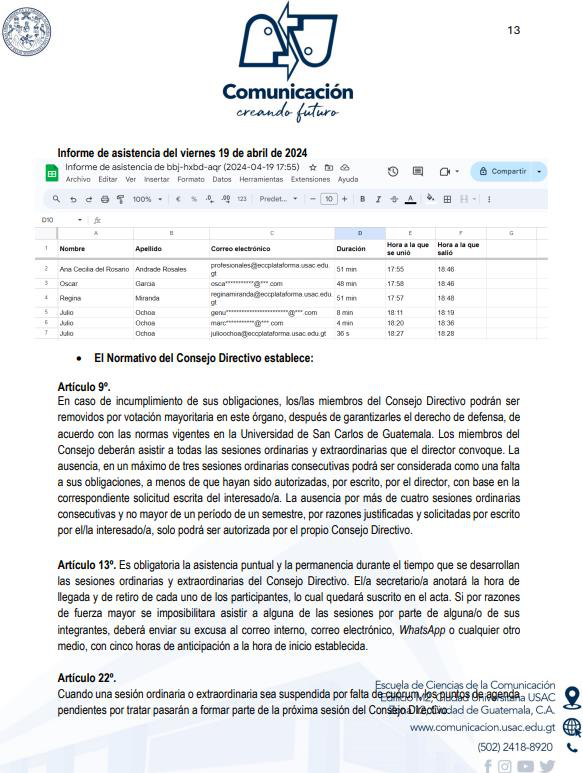 13
Comunicación
creando futuro
Informe de asistencia del viernes 19 de abril de 2024
Informe de asistencia de bbj-hxbd-aqr (2024-04-19 17:55)
Compartir
Archivo Editar Ver Insertar Formato Datos Herramientas Extensiones Ayuda
100% € % .0 .00 123 Predet... - 10 + B I A
D10 fx
A B C D E F G
1 Nombre Apellido Correo electrónico Duración Hora a la que se unió Hora a la que salió
2 Ana Cecilia del Rosario Andrade Rosales profesionales@eccplataforma.usac.edu.gt 51 min 17:55 18:46
3 Oscar Garcia osca**********@***.com 48 min 17:58 18:46
4 Regina Miranda reginamiranda@eccplataforma.usac.edu.gt 51 min 17:57 18:48
5 Julio Ochoa genu**********************@***.com 8 min 18:11 18:19
6 Julio Ochoa marc**********@***.com 4 min 18:20 18:36
7 Julio Ochoa julioochoa@eccplataforma.usac.edu.gt 36 s 18:27 18:28
• El Normativo del Consejo Directivo establece:
Artículo 9º.
En caso de incumplimiento de sus obligaciones, los/las miembros del Consejo Directivo podrán ser
removidos por votación mayoritaria en este órgano, después de garantizarles el derecho de defensa, de
acuerdo con las normas vigentes en la Universidad de San Carlos de Guatemala. Los miembros del
Consejo deberán asistir a todas las sesiones ordinarias y extraordinarias que el director convoque. La
ausencia, en un máximo de tres sesiones ordinarias consecutivas podrá ser considerada como una falta
a sus obligaciones, a menos de que hayan sido autorizadas, por escrito, por el director, con base en la
correspondiente solicitud escrita del interesado/a. La ausencia por más de cuatro sesiones ordinarias
consecutivas y no mayor de un período de un semestre, por razones justificadas y solicitadas por escrito
por el/la interesado/a, solo podrá ser autorizada por el propio Consejo Directivo.
Artículo 13º. Es obligatoria la asistencia puntual y la permanencia durante el tiempo que se desarrollan
las sesiones ordinarias y extraordinarias del Consejo Directivo. El/a secretario/a anotará la hora de
llegada y de retiro de cada uno de los participantes, lo cual quedará suscrito en el acta. Si por razones
de fuerza mayor se imposibilitara asistir a alguna de las sesiones por parte de alguna/o de sus
integrantes, deberá enviar su excusa al correo interno, correo electrónico, WhatsApp o cualquier otro
medio, con cinco horas de anticipación a la hora de inicio establecida.
Artículo 22º.
Cuando una sesión ordinaria o extraordinaria sea suspendida por falta de quórum, los puntos de agenda
pendientes por tratar pasarán a formar parte de la próxima sesión del Consejo Directivo.
Escuela de Ciencias de la Comunicación
Edificio M2, Ciudad Universitaria USAC
Zona 12, Ciudad de Guatemala, C.A.
www.comunicacion.usac.edu.gt
(502) 2418-8920